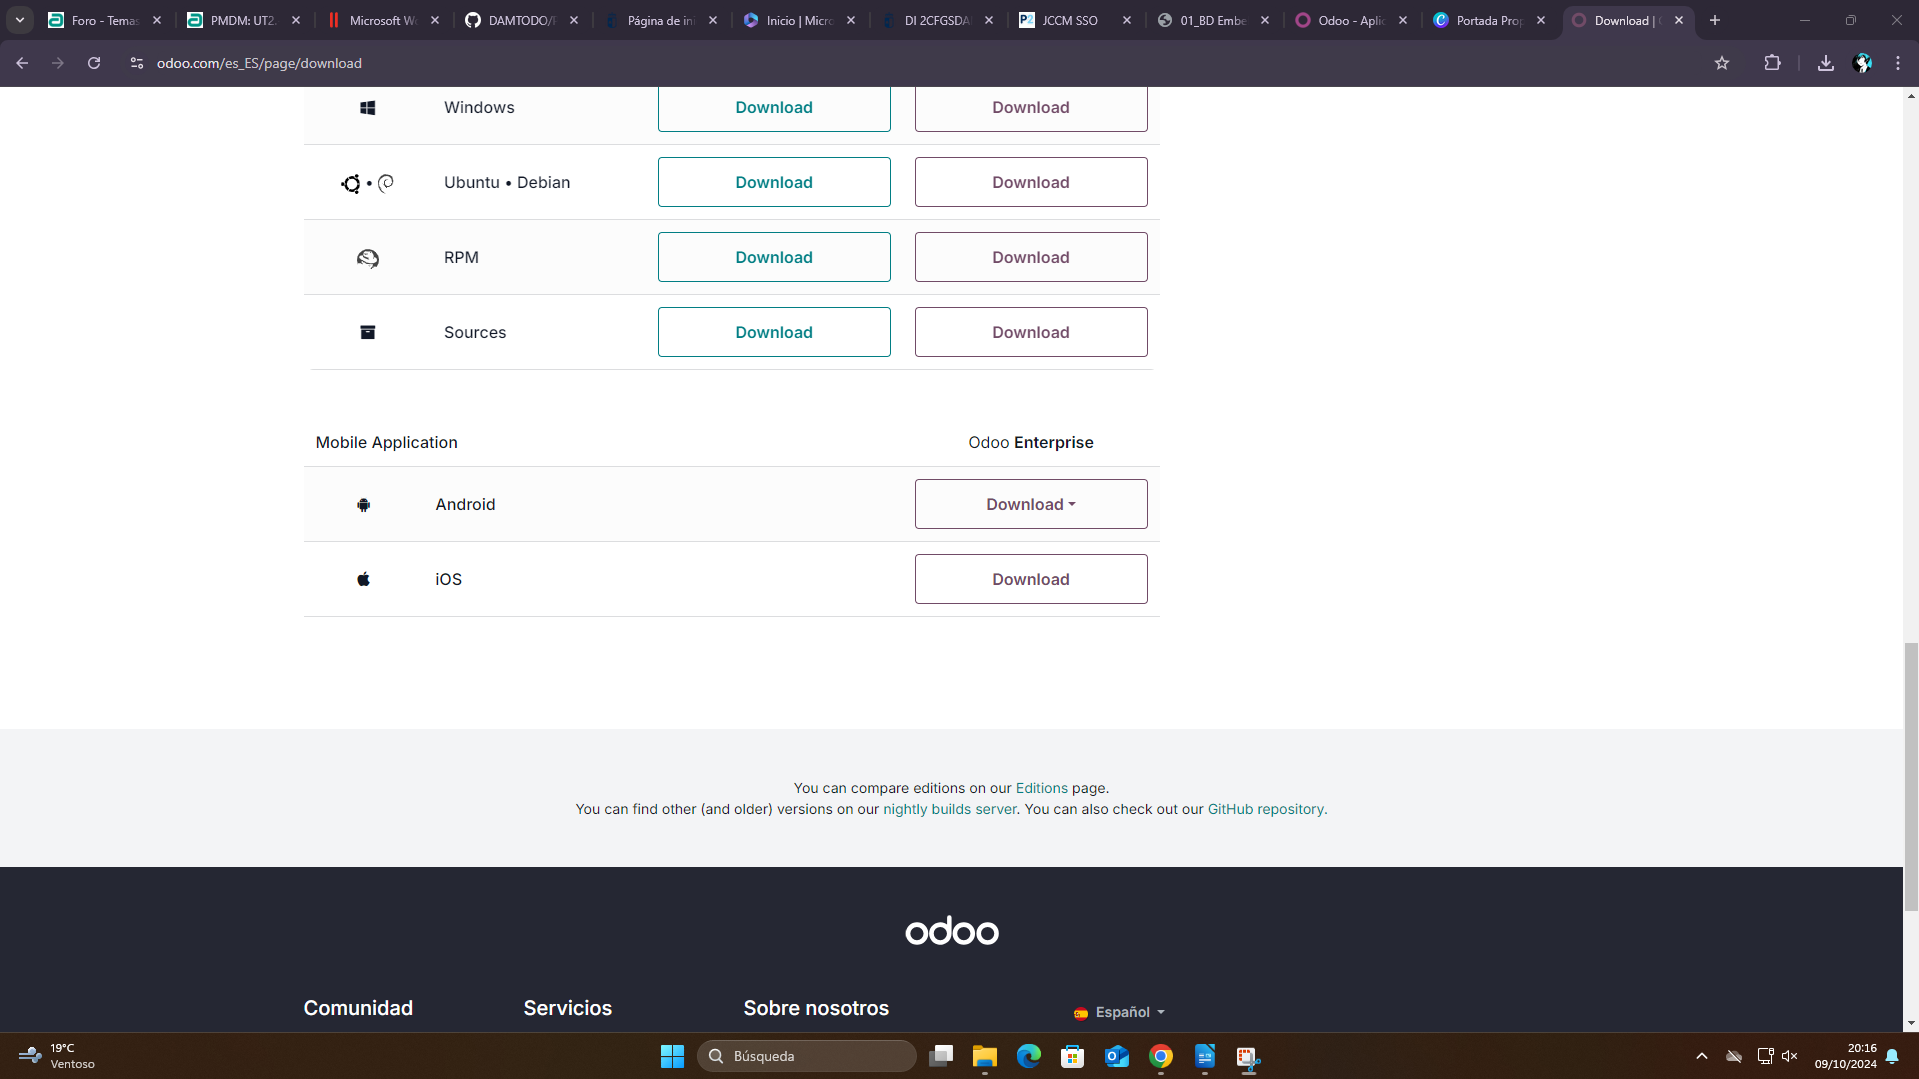 Foro - Temas
PMDM: UT2.
Microsoft Wo
DAMTODO/P
Página de ini
Inicio | Micro
DI 2CFGSDA
JCCM SSO
01_BD Embe
Odoo - Aplic
Portada Prop
Download |
odoo.com/es_ES/page/download
Windows Download Download
Ubuntu • Debian Download Download
RPM Download Download
Sources Download Download
Mobile Application Odoo Enterprise
Android Download
iOS Download
You can compare editions on our Editions page.
You can find other (and older) versions on our nightly builds server. You can also check out our GitHub repository.
odoo
Comunidad Servicios Sobre nosotros Español
19°C
Ventoso
Búsqueda
20:16
09/10/2024